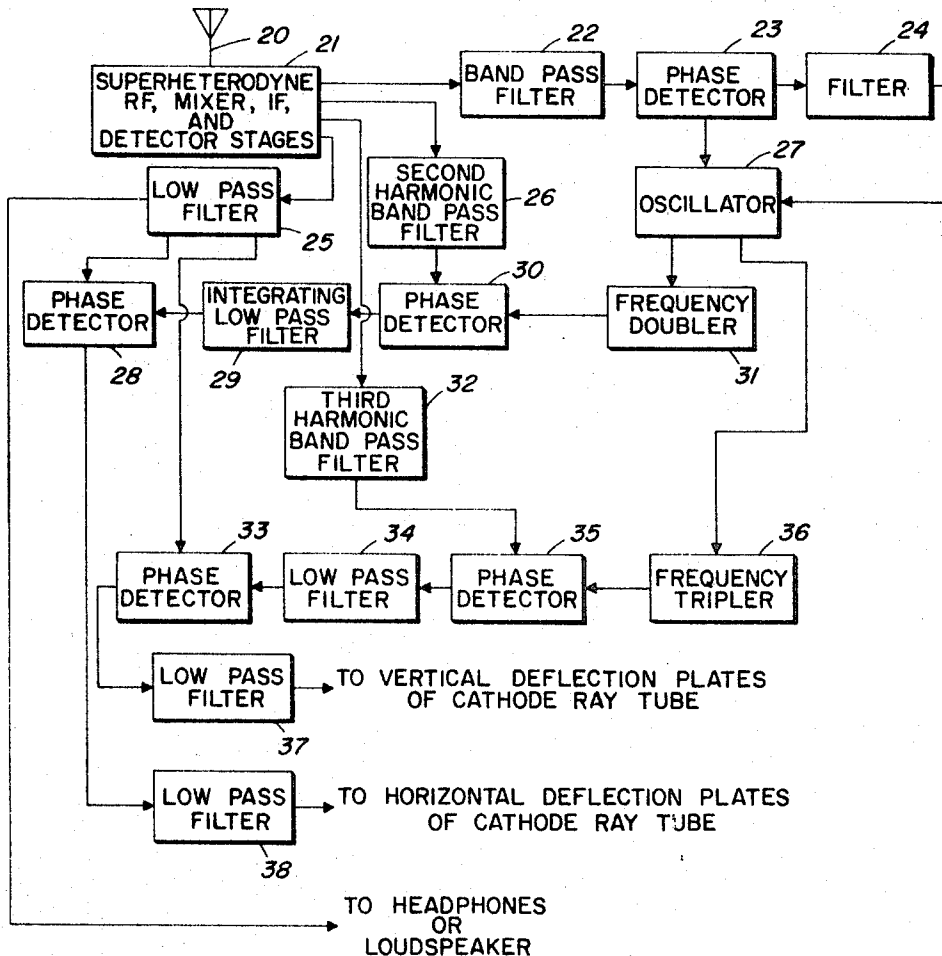 20
21
22
23
24
SUPERHETERODYNE
RF, MIXER, IF,
AND
DETECTOR STAGES
BAND PASS
FILTER
PHASE
DETECTOR
FILTER
LOW PASS
FILTER
25
SECOND
HARMONIC
BAND PASS
FILTER
26
27
OSCILLATOR
PHASE
DETECTOR
28
INTEGRATING
LOW PASS
FILTER
29
30
PHASE
DETECTOR
FREQUENCY
DOUBLER
31
32
THIRD
HARMONIC
BAND PASS
FILTER
33
34
35
36
PHASE
DETECTOR
LOW PASS
FILTER
PHASE
DETECTOR
FREQUENCY
TRIPLER
LOW PASS
FILTER
37
TO VERTICAL DEFLECTION PLATES
OF CATHODE RAY TUBE
LOW PASS
FILTER
38
TO HORIZONTAL DEFLECTION PLATES
OF CATHODE RAY TUBE
TO HEADPHONES
OR
LOUDSPEAKER